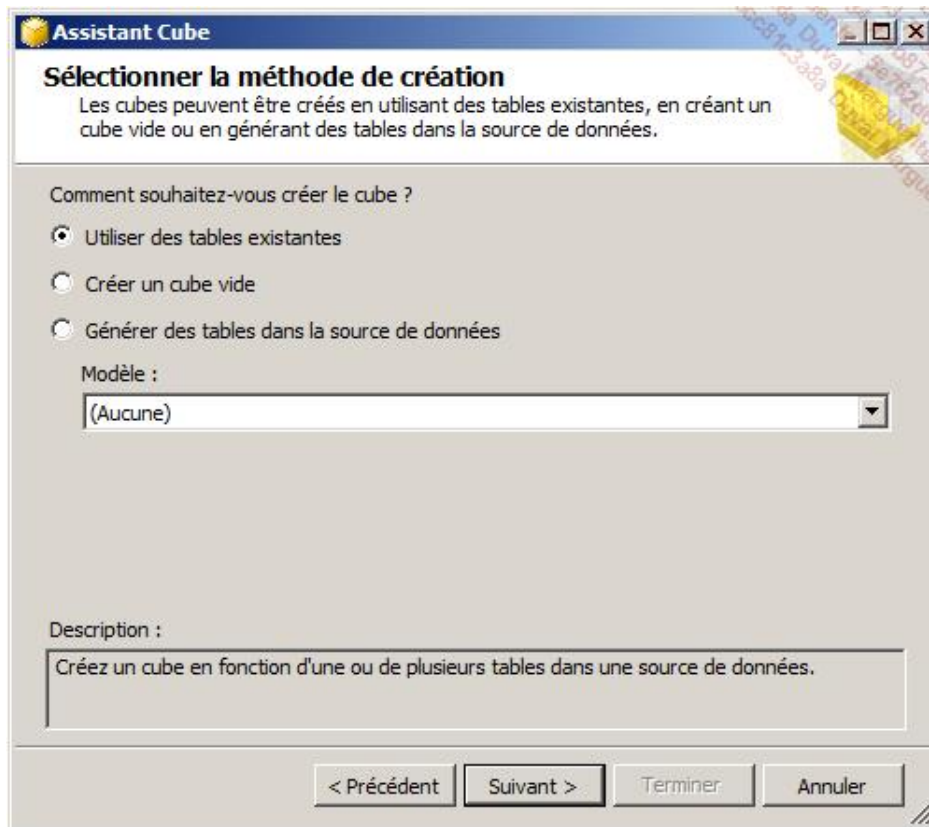 Assistant Cube
Sélectionner la méthode de création
Les cubes peuvent être créés en utilisant des tables existantes, en créant un
cube vide ou en générant des tables dans la source de données.
Comment souhaitez-vous créer le cube ?
Utiliser des tables existantes
Créer un cube vide
Générer des tables dans la source de données
Modèle :
(Aucune)
Description :
Créez un cube en fonction d'une ou de plusieurs tables dans une source de données.
< Précédent
Suivant >
Terminer
Annuler